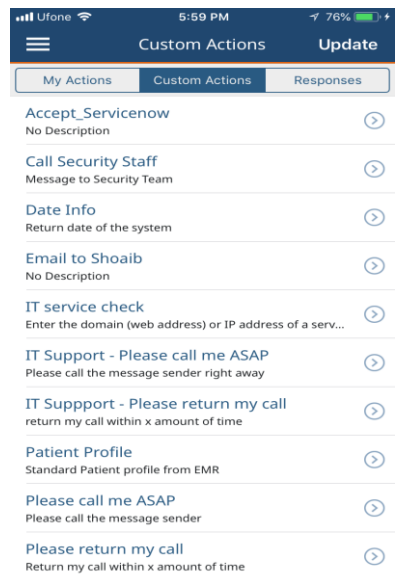 Ufone 5:59 PM 76%
Custom Actions Update
My Actions Custom Actions Responses
Accept_Servicenow
No Description
Call Security Staff
Message to Security Team
Date Info
Return date of the system
Email to Shoaib
No Description
IT service check
Enter the domain (web address) or IP address of a serv...
IT Support - Please call me ASAP
Please call the message sender right away
IT Suppport - Please return my call
return my call within x amount of time
Patient Profile
Standard Patient profile from EMR
Please call me ASAP
Please call the message sender
Please return my call
Return my call within x amount of time